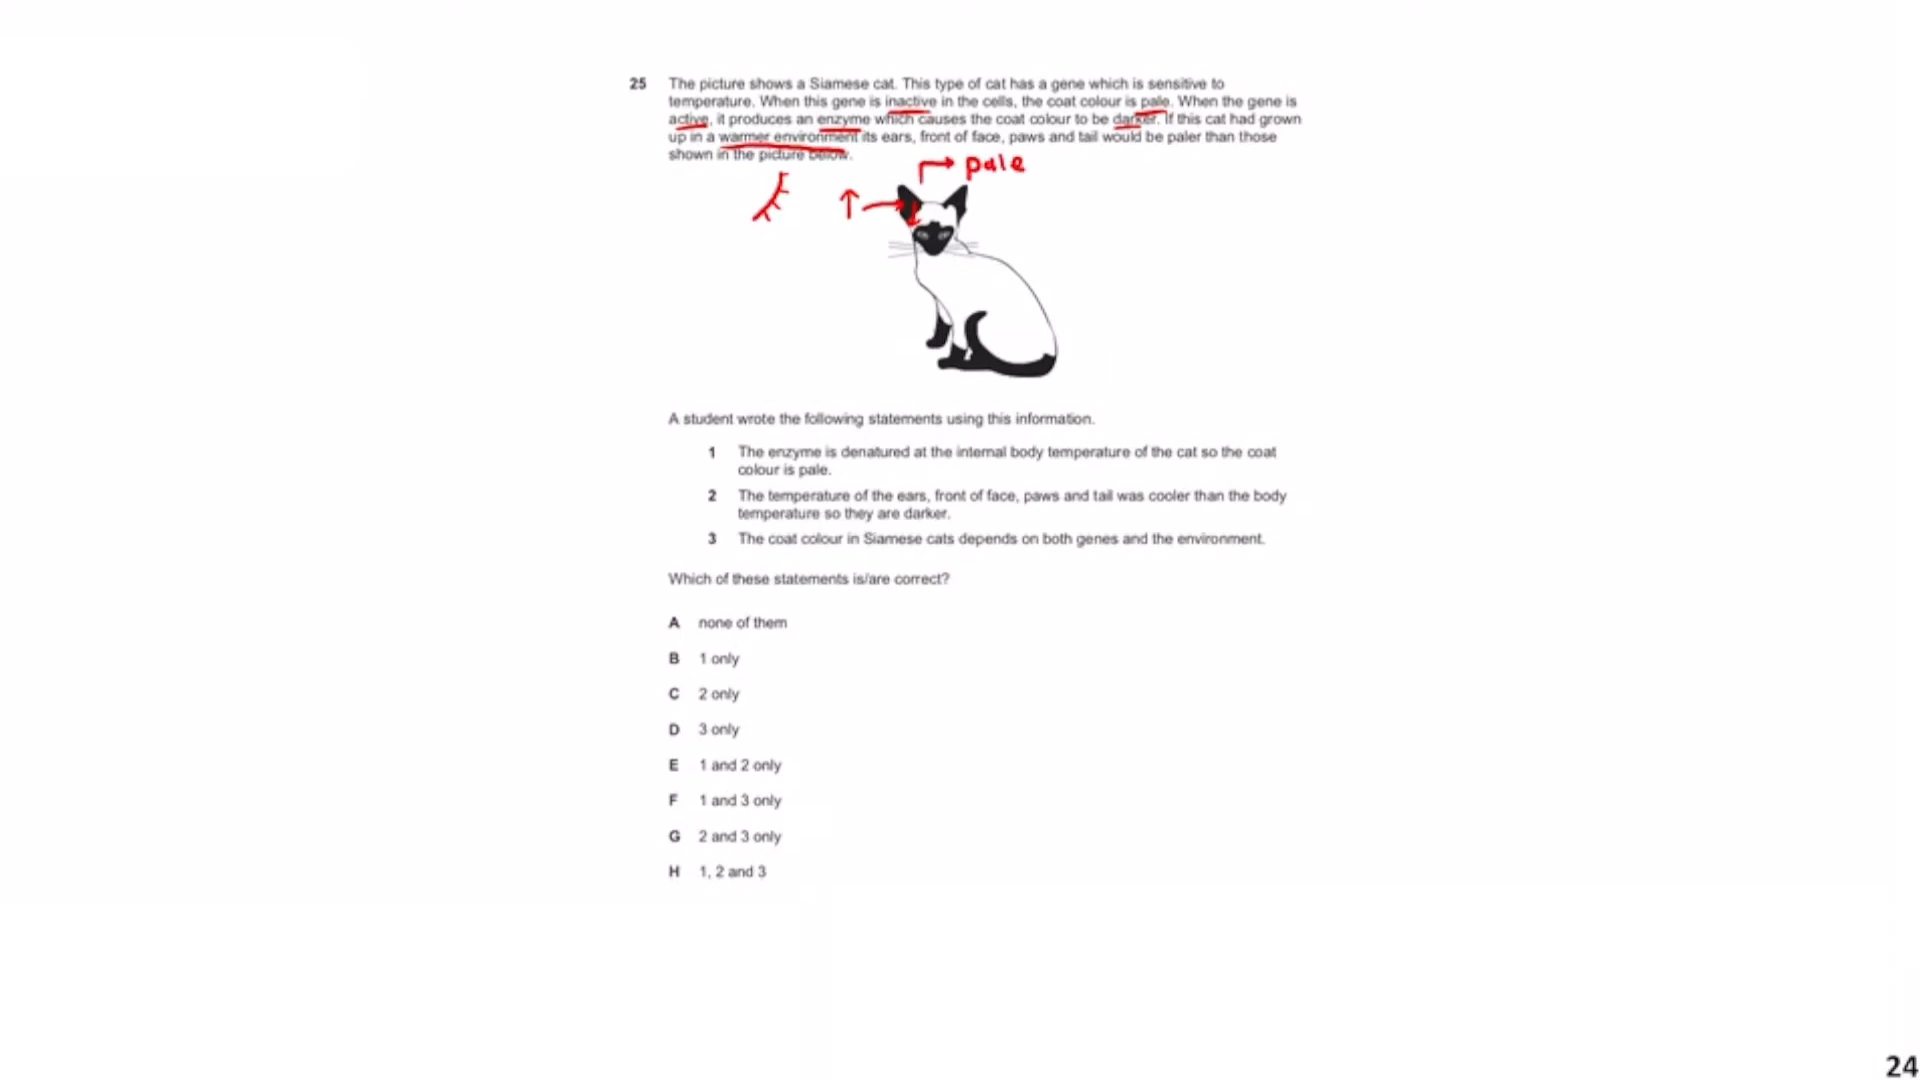 25 The picture shows a Siamese cat. This type of cat has a gene which is sensitive to
temperature. When this gene is inactive in the cells, the coat colour is pale. When the gene is
active, it produces an enzyme which causes the coat colour to be darker. If this cat had grown
up in a warmer environment its ears, front of face, paws and tail would be paler than those
shown in the picture below.
pale
A student wrote the following statements using this information.
1 The enzyme is denatured at the internal body temperature of the cat so the coat
colour is pale.
2 The temperature of the ears, front of face, paws and tail was cooler than the body
temperature so they are darker.
3 The coat colour in Siamese cats depends on both genes and the environment.
Which of these statements is/are correct?
A none of them
B 1 only
C 2 only
D 3 only
E 1 and 2 only
F 1 and 3 only
G 2 and 3 only
H 1, 2 and 3
24